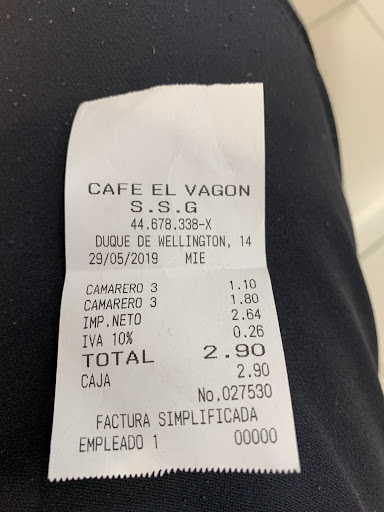 CAFE EL VAGON
S.S.G
44.678.338-X
DUQUE DE WELLINGTON, 14
29/05/2019 MIE
CAMARERO 3 1.10
CAMARERO 3 1.80
IMP.NETO 2.64
IVA 10% 0.26
TOTAL 2.90
CAJA 2.90
No.027530
FACTURA SIMPLIFICADA
EMPLEADO 1 00000